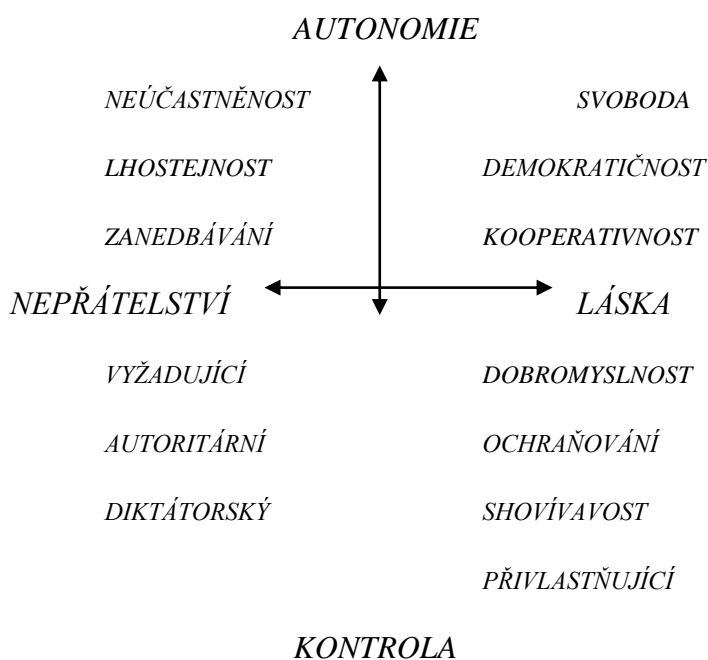 AUTONOMIE
NEÚČASTNĚNOST SVOBODA
LHOSTEJNOST DEMOKRATIČNOST
ZANEDBÁVÁNÍ KOOPERATIVNOST
NEPŘÁTELSTVÍ LÁSKA
VYŽADUJÍCÍ DOBROMYSLNOST
AUTORITÁRNÍ OCHRAŇOVÁNÍ
DIKTÁTORSKÝ SHOVÍVAVOST
PŘIVLASTŇUJÍCÍ
KONTROLA